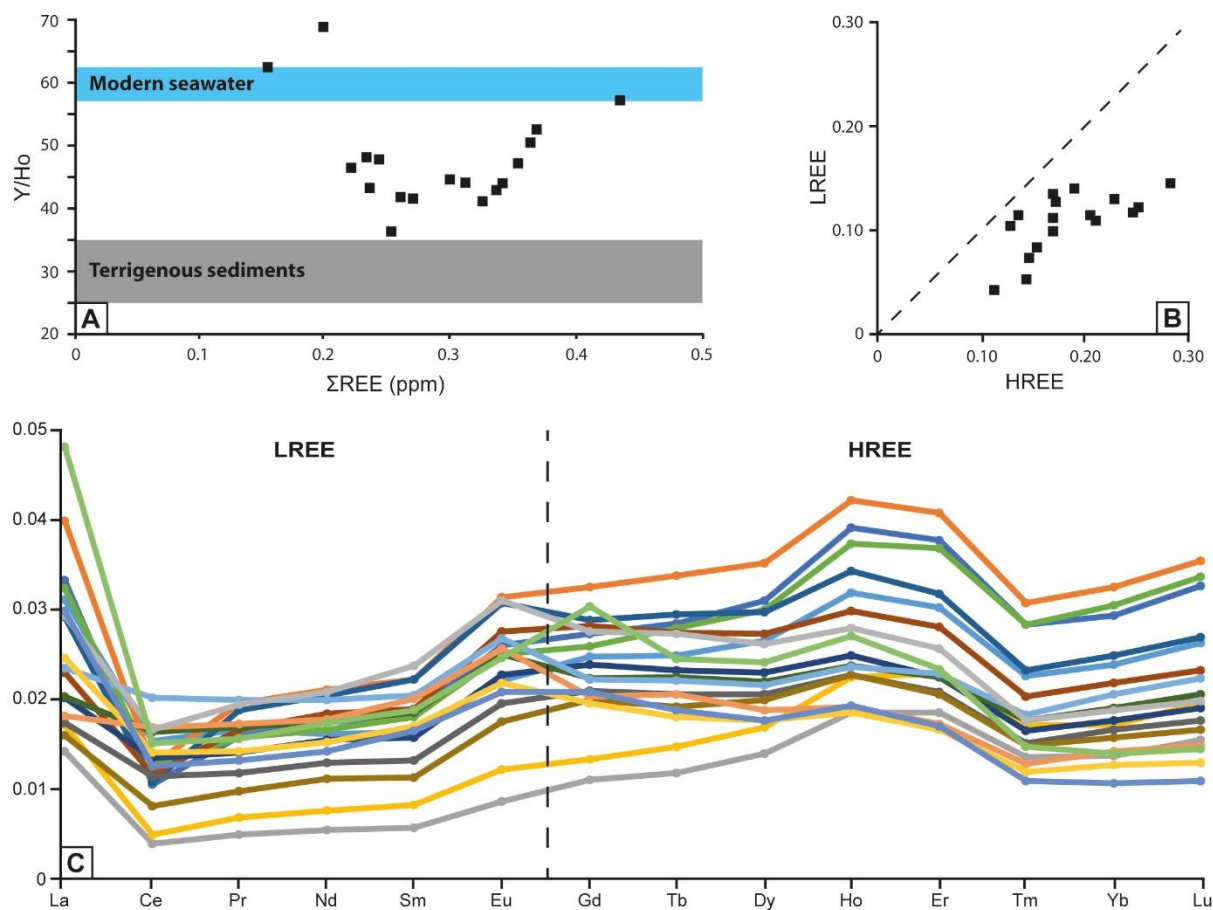 70
60
50
40
30
20
Y/Ho
Modern seawater
Terrigenous sediments
A
0
0.1
0.2
0.3
0.4
0.5
ΣREE (ppm)
0.30
0.20
0.10
0
LREE
B
0
0.10
0.20
0.30
HREE
0.05
0.04
0.03
0.02
0.01
0
LREE
HREE
C
La Ce Pr Nd Sm Eu Gd Tb Dy Ho Er Tm Yb Lu